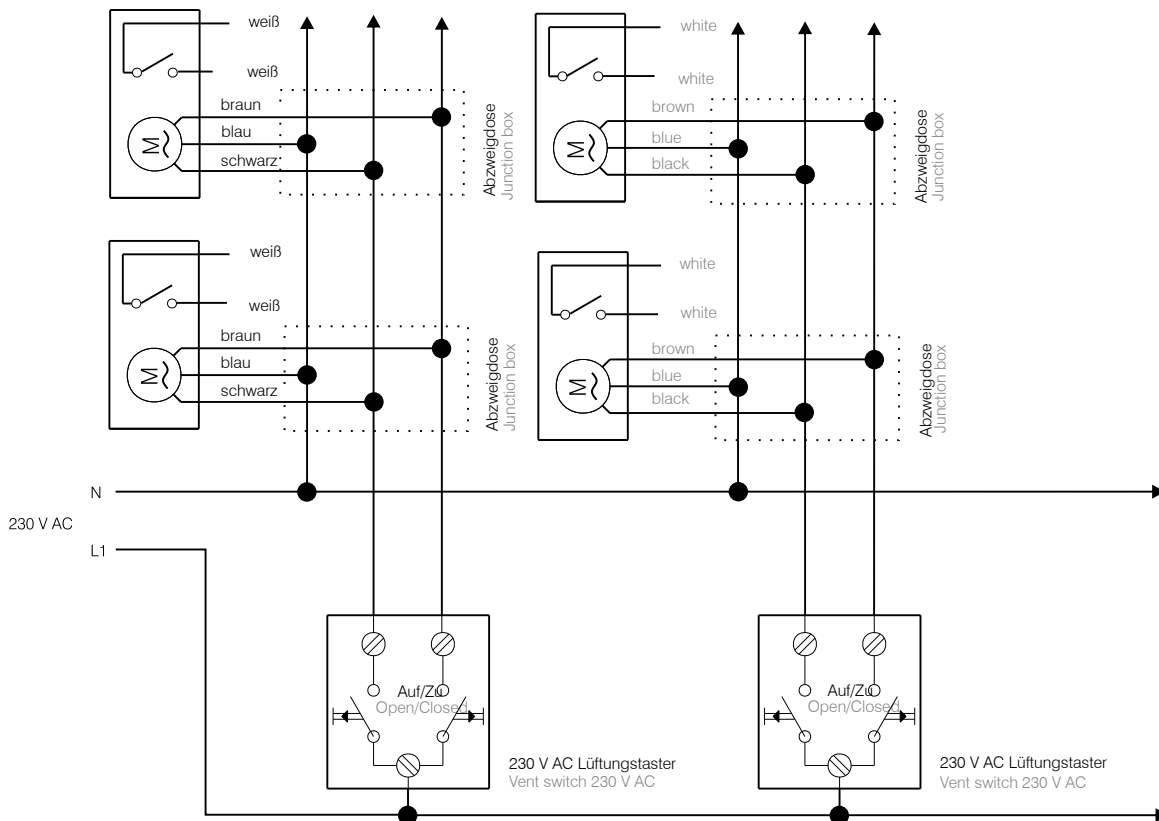 weiß
weiß
braun
blau
schwarz
Abzweigdose
Junction box
white
white
brown
blue
black
Abzweigdose
Junction box
weiß
weiß
braun
blau
schwarz
Abzweigdose
Junction box
white
white
brown
blue
black
Abzweigdose
Junction box
M
M
M
M
N
230 V AC
L1
Auf/Zu
Open/Closed
230 V AC Lüftungstaster
Vent switch 230 V AC
Auf/Zu
Open/Closed
230 V AC Lüftungstaster
Vent switch 230 V AC